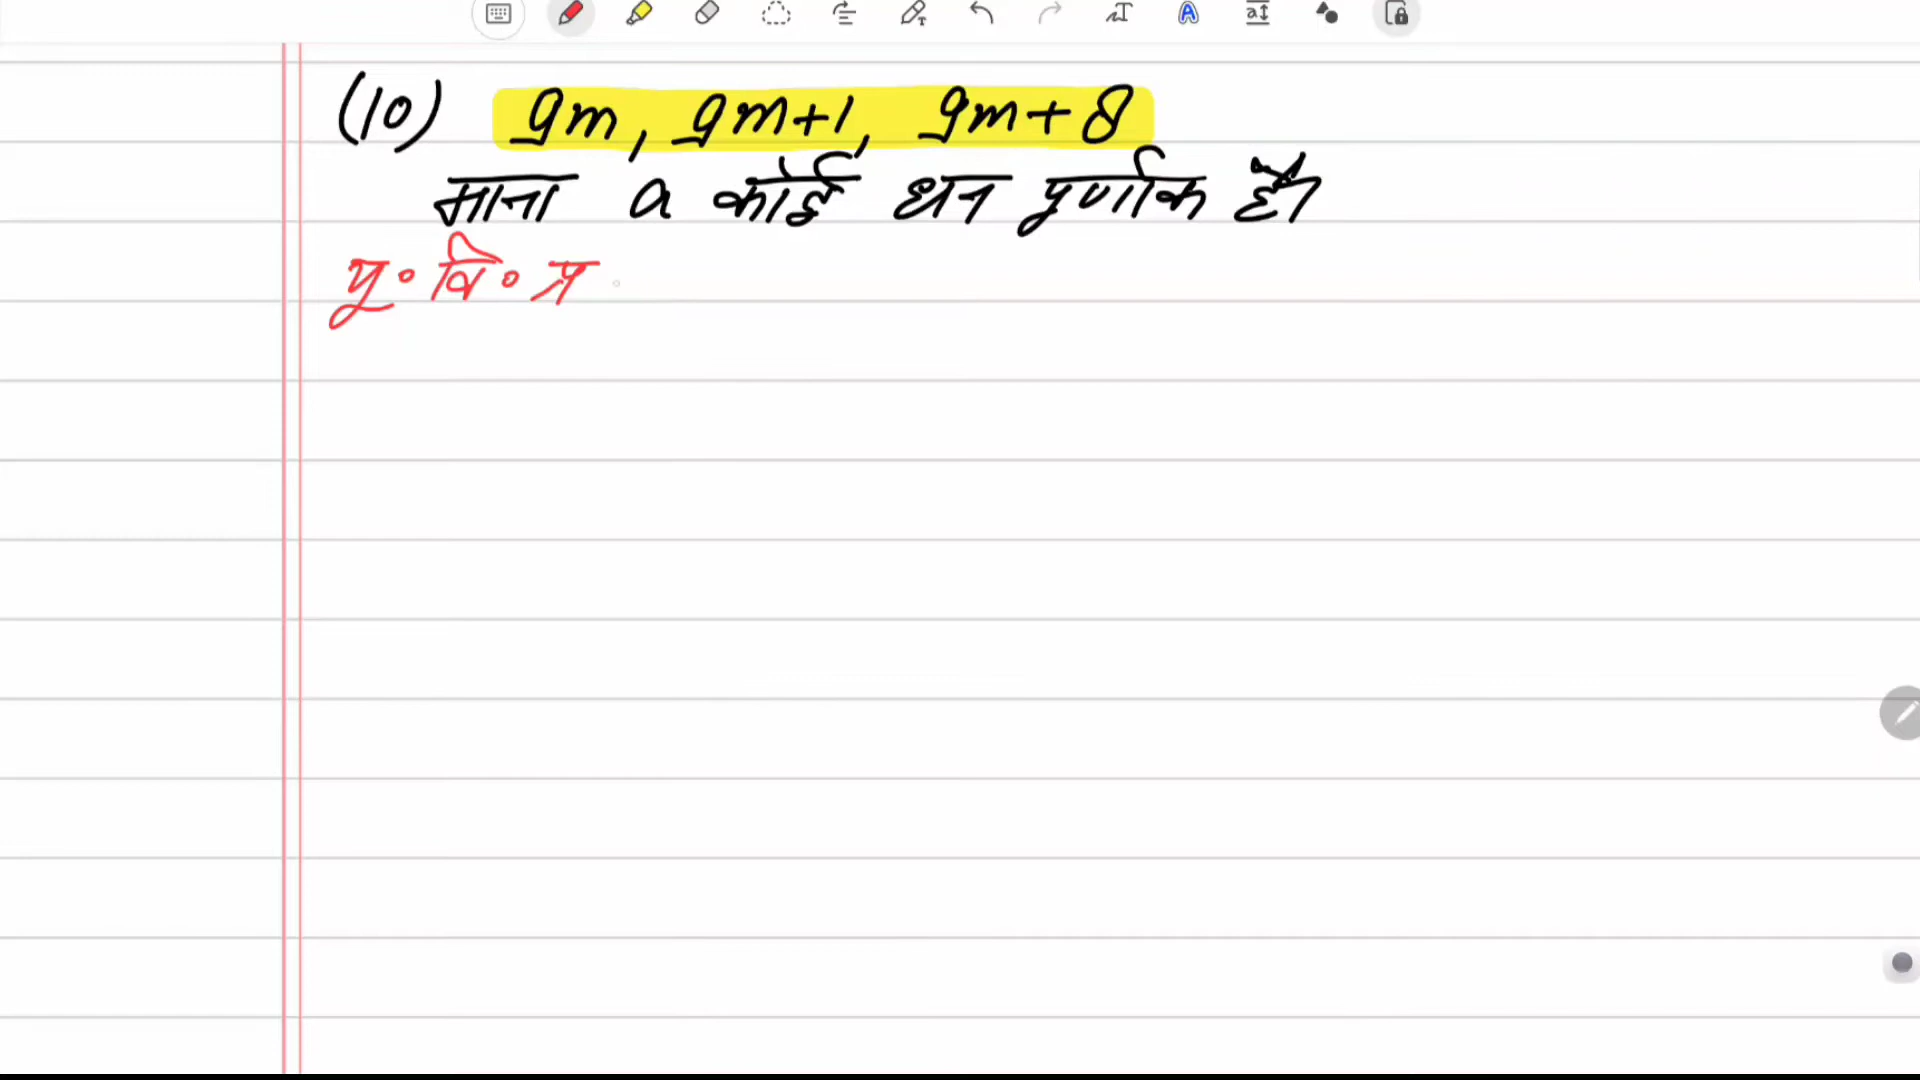 (10) 9m, 9m+1, 9m+8
माना a कोई धन पुर्णांक है।
यु॰ वि॰ प्र